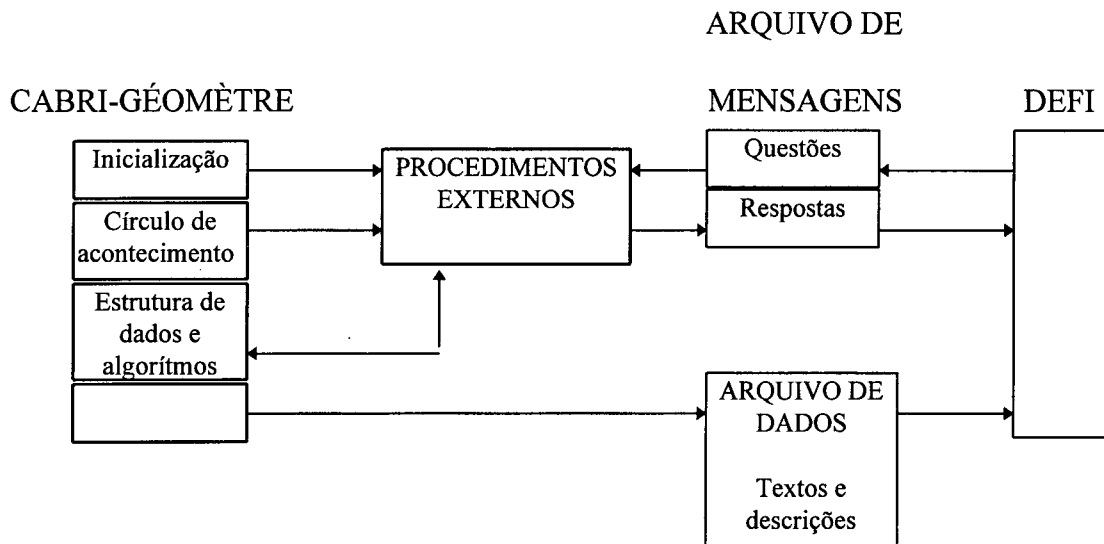 ARQUIVO DE
CABRI-GÉOMÈTRE
MENSAGENS
DEFI
Inicialização
Círculo de
acontecimento
Estrutura de
dados e
algorítmos
PROCEDIMENTOS
EXTERNOS
Questões
Respostas
ARQUIVO DE
DADOS
Textos e
descrições